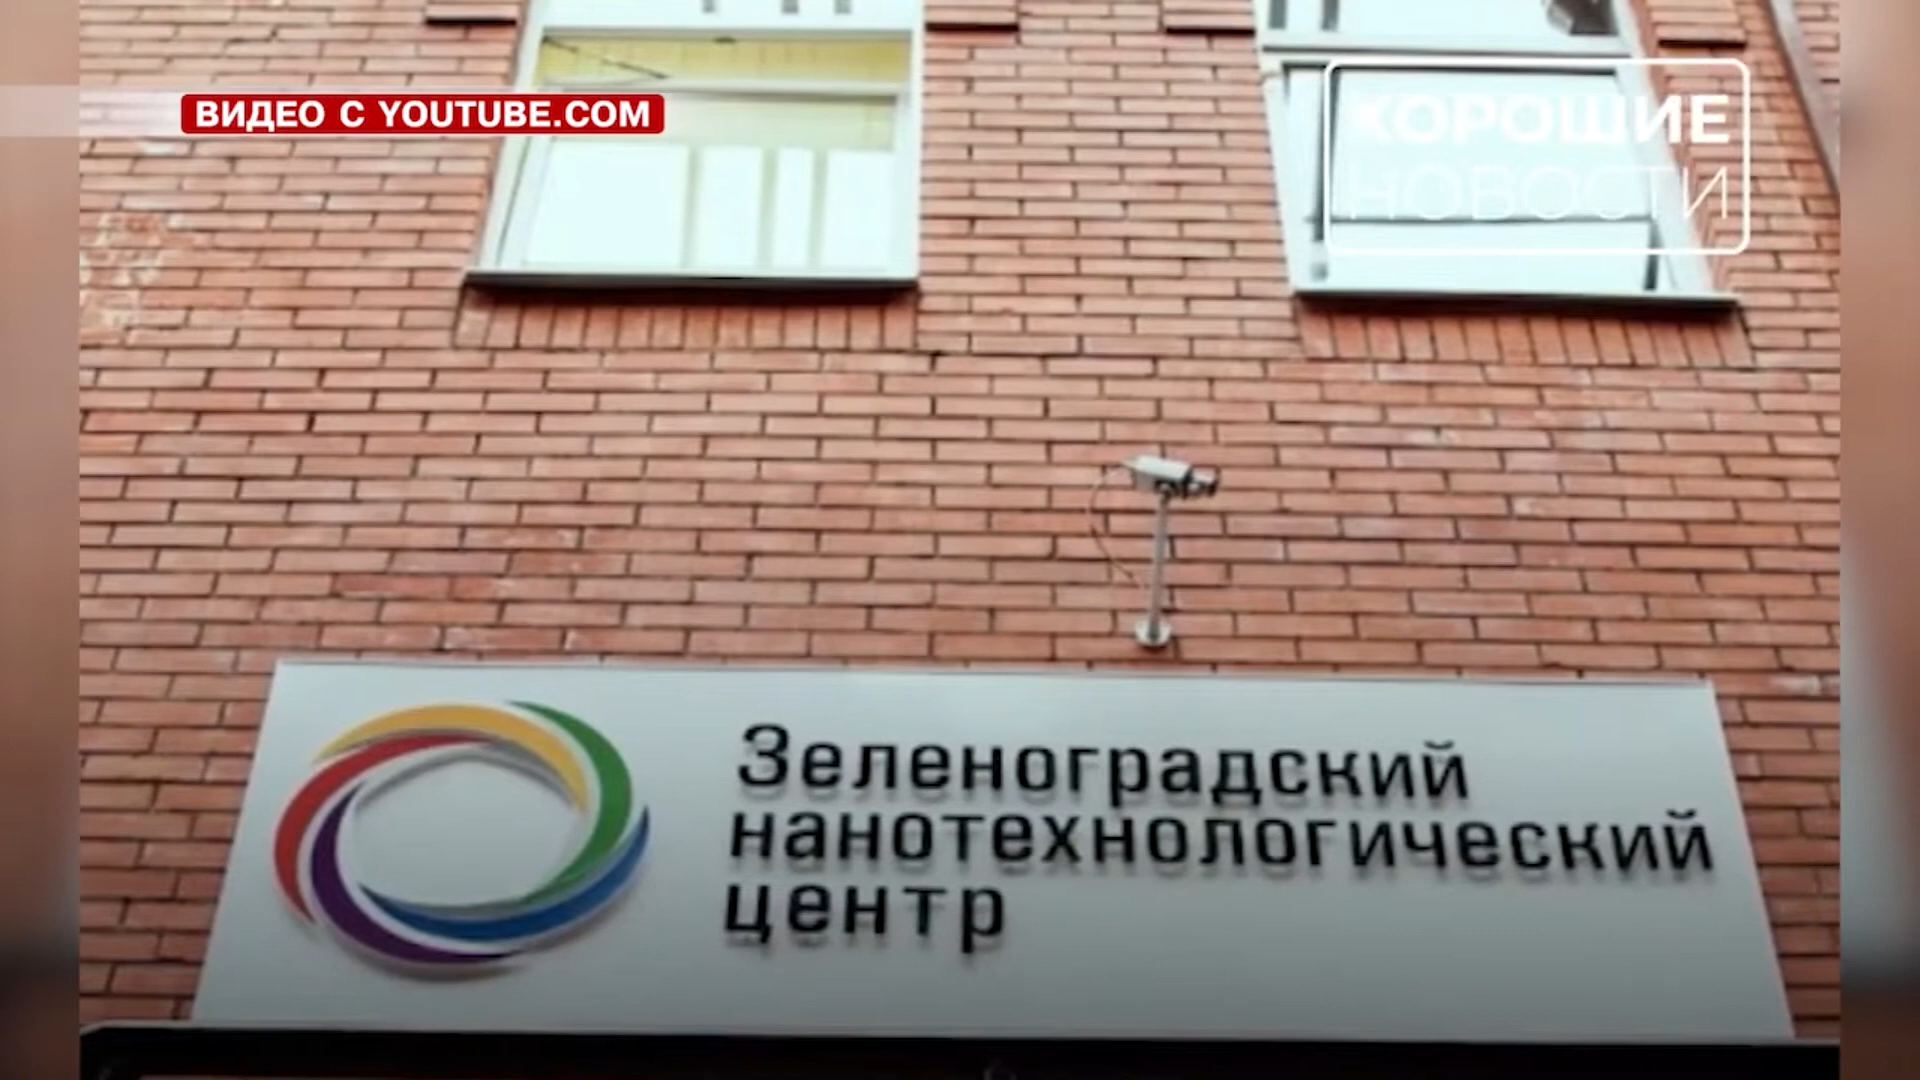 ВИДЕО С YOUTUBE.COM
ХОРОШИЕ
НОВОСТИ
Зеленоградский
нанотехнологический
центр